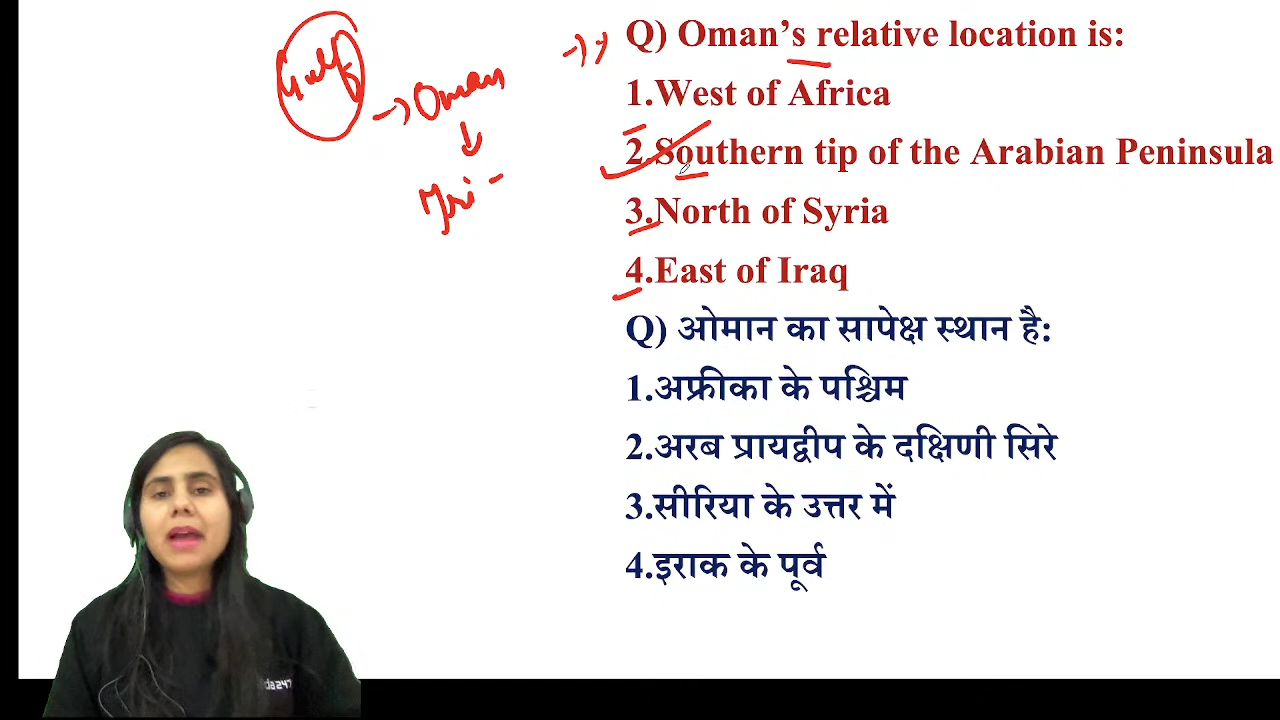 Gulf
Oman
Q) Oman’s relative location is:
1.West of Africa
2.Southern tip of the Arabian Peninsula
3.North of Syria
4.East of Iraq
Q) ओमान का सापेक्ष स्थान है:
1.अफ्रीका के पश्चिम
2.अरब प्रायद्वीप के दक्षिणी सिरे
3.सीरिया के उत्तर में
4.इराक के पूर्व